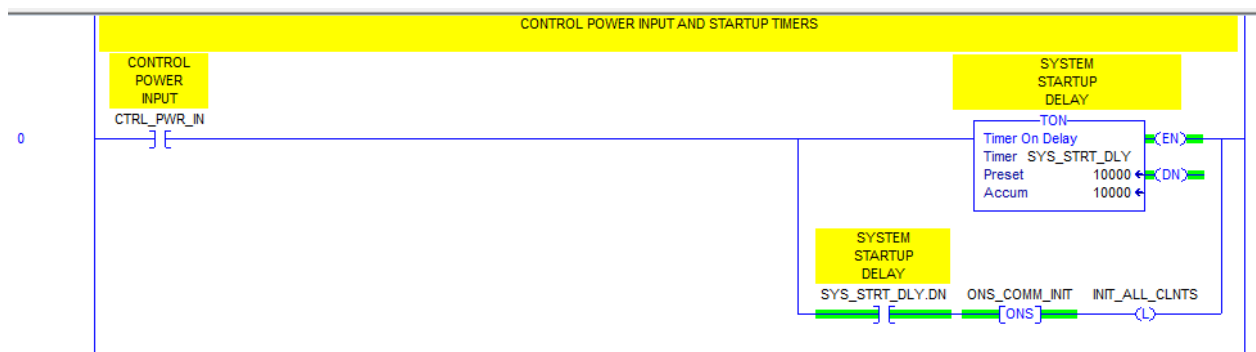 CONTROL POWER INPUT AND STARTUP TIMERS
CONTROL
POWER
INPUT
CTRL_PWR_IN
0
SYSTEM
STARTUP
DELAY
TON
Timer On Delay
EN
Timer SYS_STRT_DLY
Preset 10000
DN
Accum 10000
SYSTEM
STARTUP
DELAY
SYS_STRT_DLY.DN ONS_COMM_INIT INIT_ALL_CLNTS
ONS L